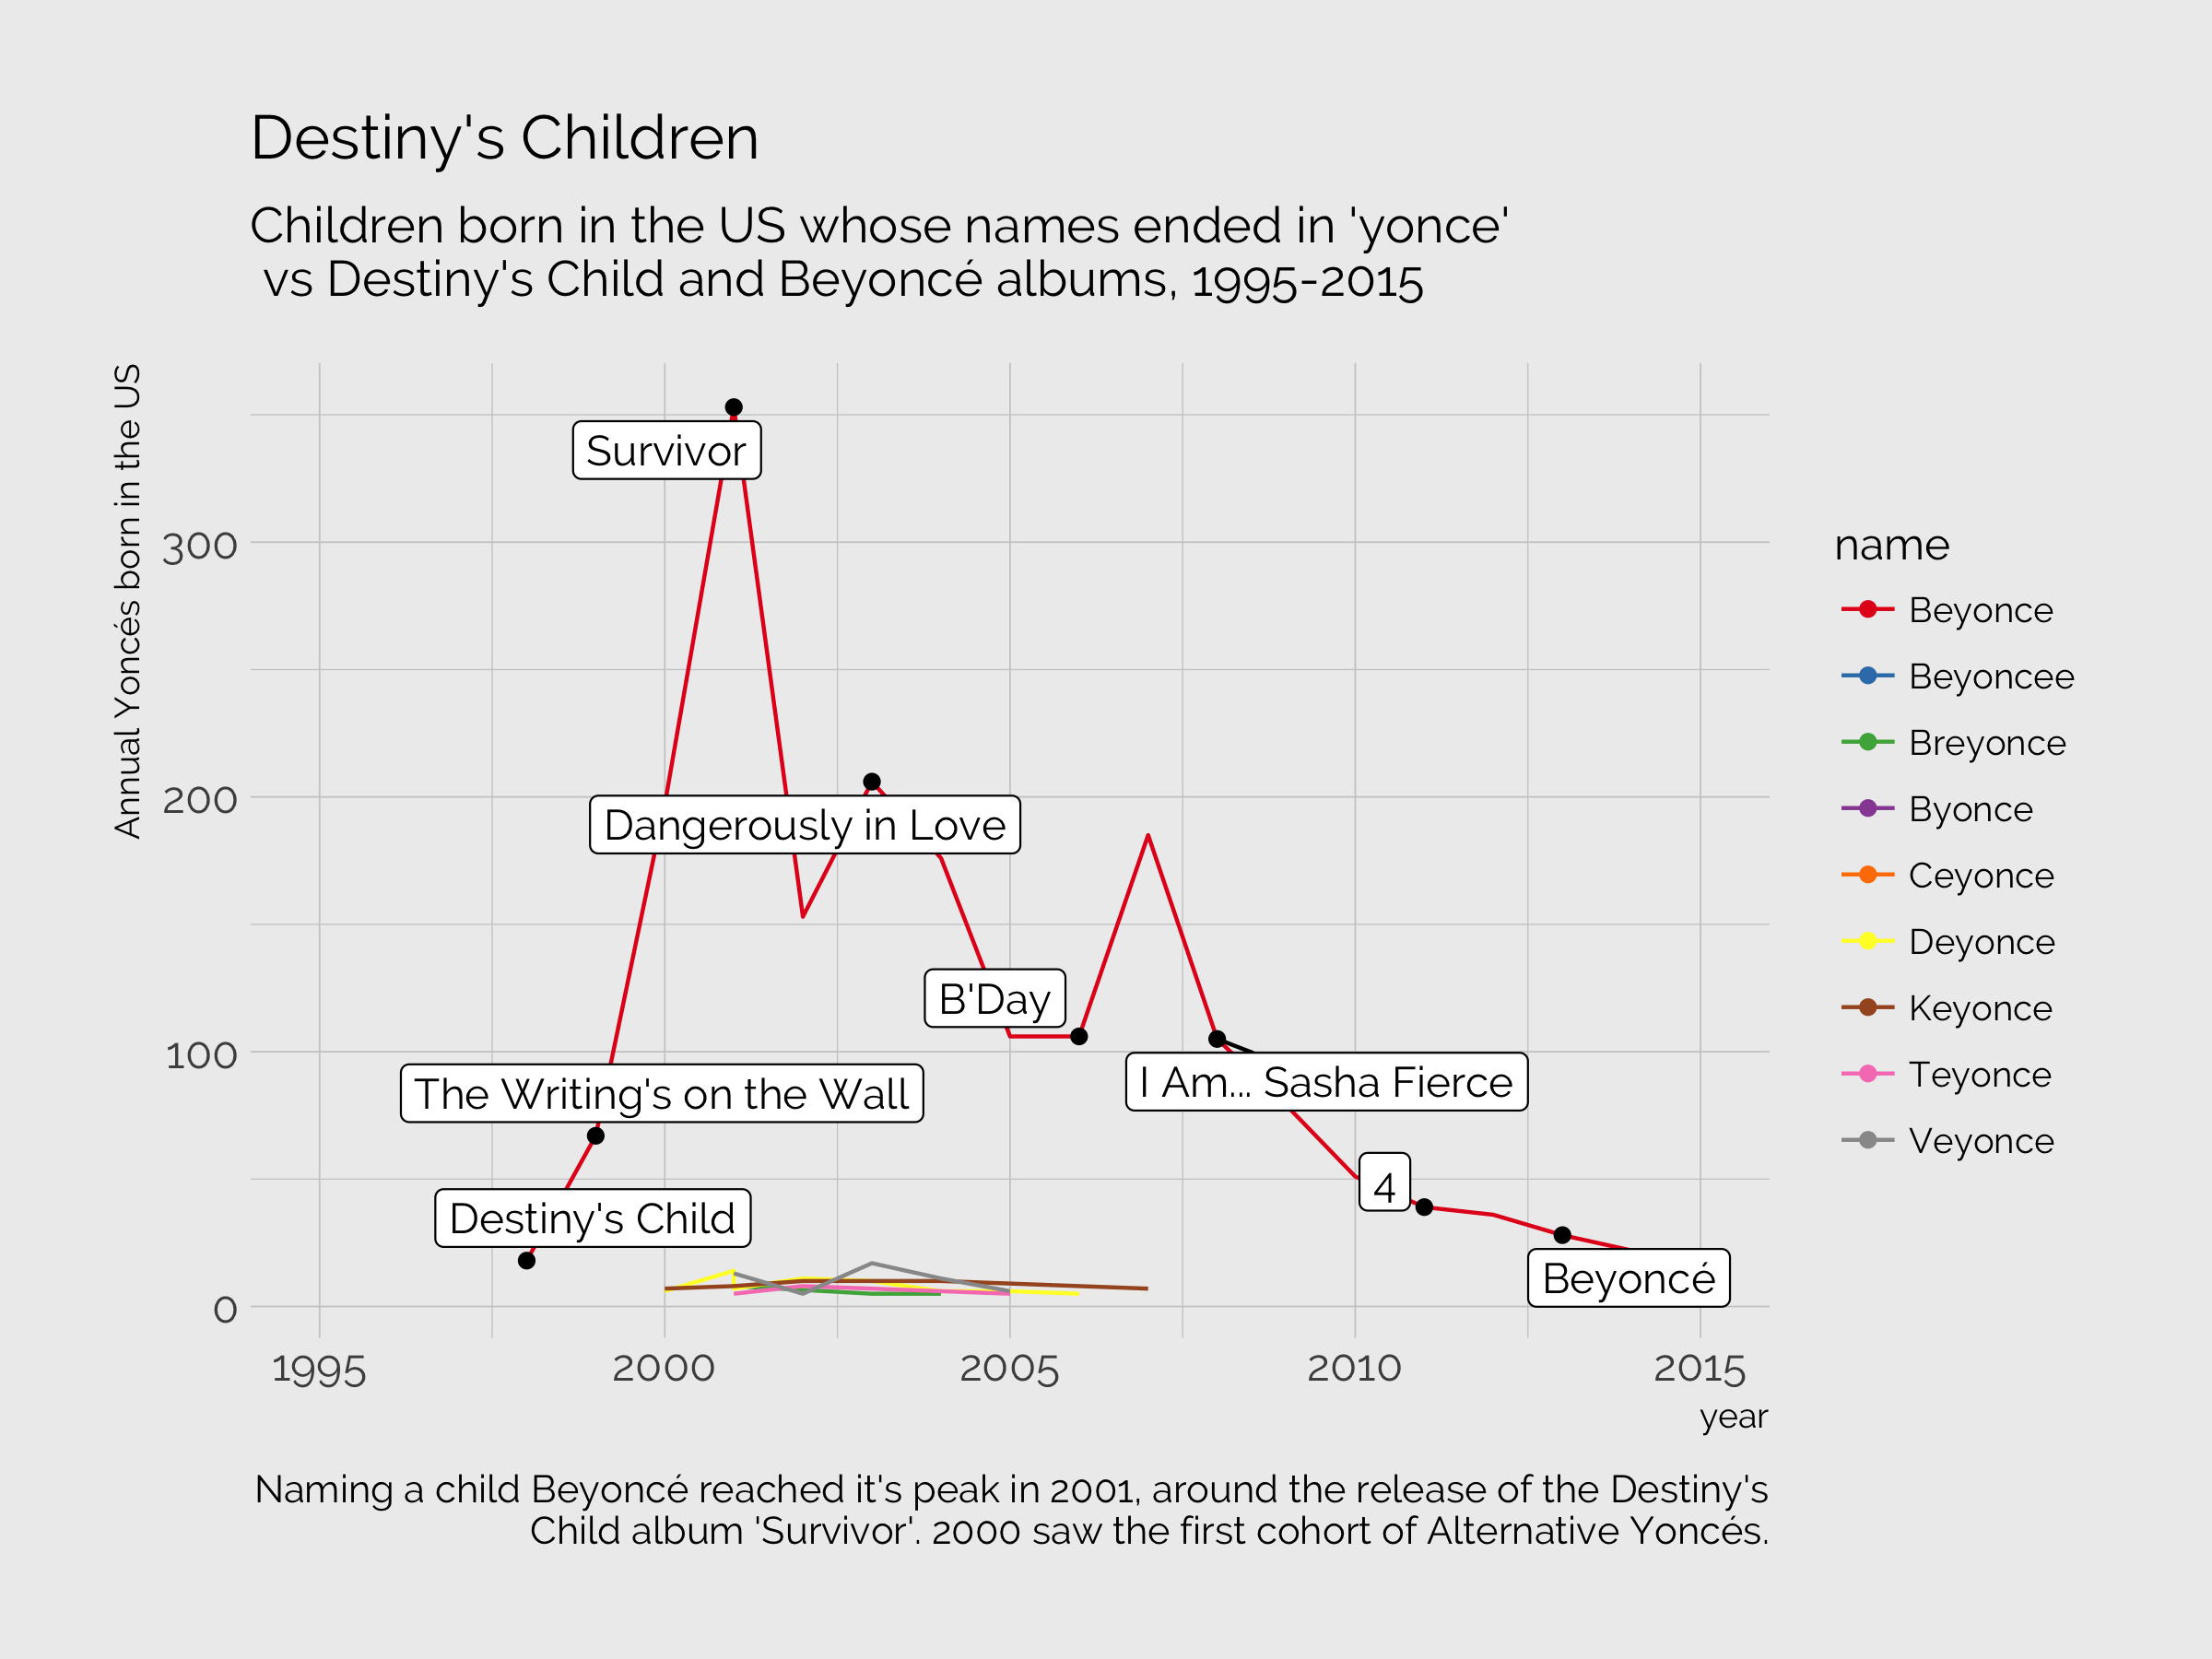 Destiny's Children
Children born in the US whose names ended in 'yonce'
vs Destiny's Child and Beyoncé albums, 1995-2015
Annual Yoncés born in the US
300
200
100
0
Survivor
Dangerously in Love
B'Day
The Writing's on the Wall
I Am... Sasha Fierce
4
Destiny's Child
Beyoncé
1995
2000
2005
2010
2015
year
name
Beyonce
Beyoncee
Breyonce
Byonce
Ceyonce
Deyonce
Keyonce
Teyonce
Veyonce
Naming a child Beyoncé reached it's peak in 2001, around the release of the Destiny's
Child album 'Survivor'. 2000 saw the first cohort of Alternative Yoncés.